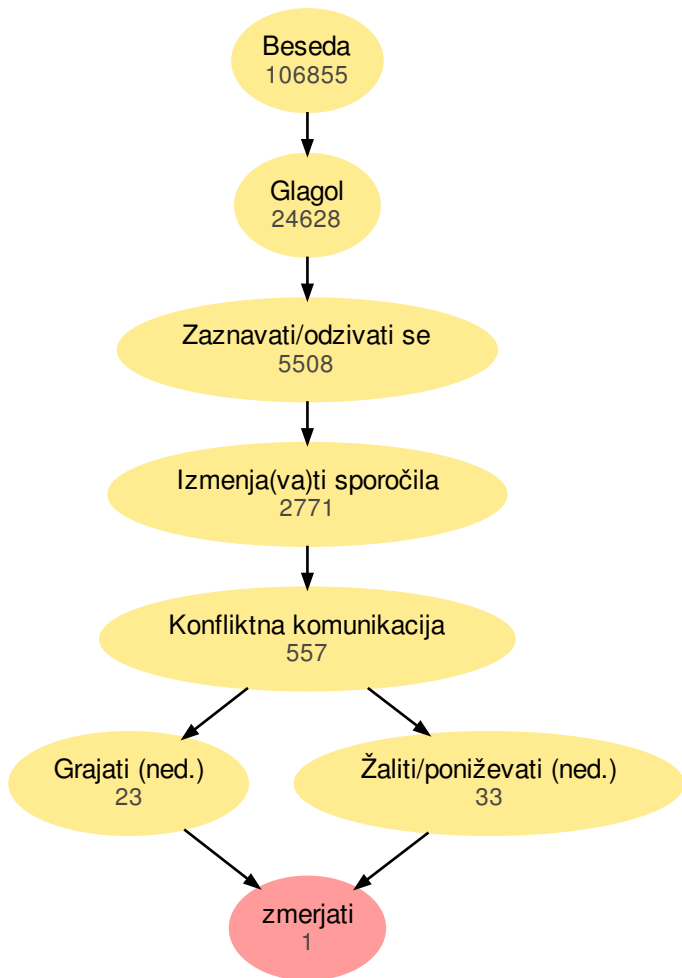 Beseda
106855
Glagol
24628
Zaznavati/odzivati se
5508
Izmenja(va)ti sporočila
2771
Konfliktna komunikacija
557
Grajati (ned.)
23
Žaliti/poniževati (ned.)
33
zmerjati
1